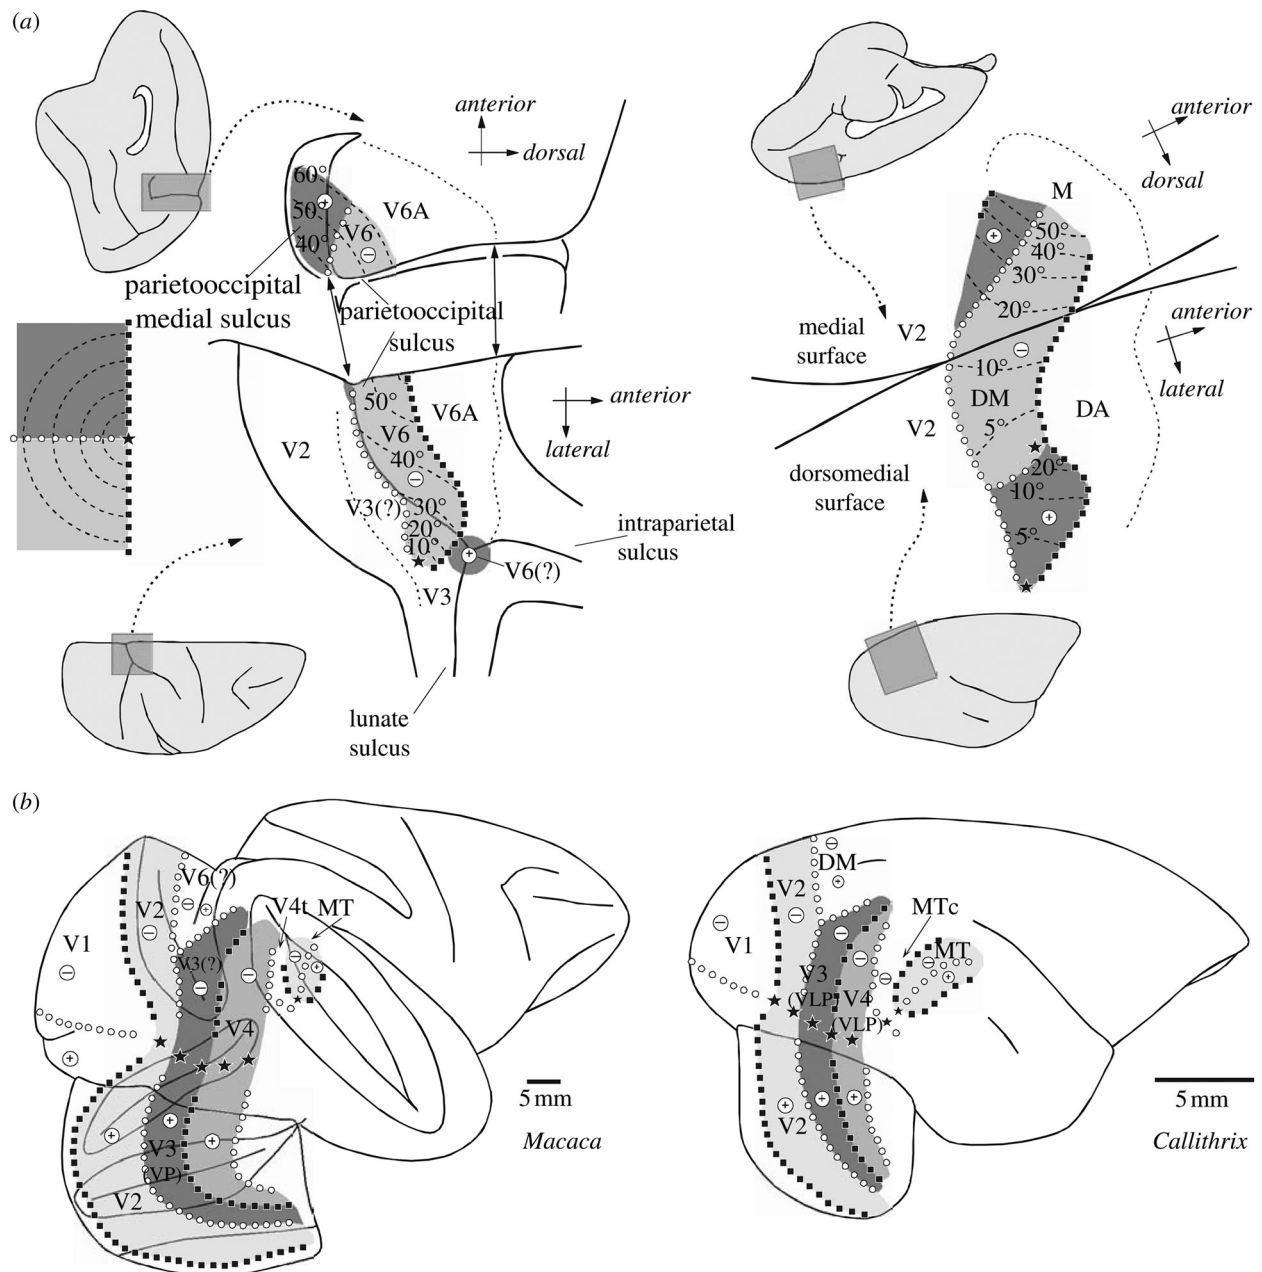 (a)
anterior
dorsal
60°
50°
40°
V6
V6A
parietooccipital
medial sulcus
parietooccipital
sulcus
50°
V6
40°
V6A
V2
V3(?)
30°
20°
10°
V6(?)
V3
anterior
lateral
intraparietal
sulcus
lunate
sulcus
anterior
dorsal
M
50°
40°
30°
20°
10°
5°
medial
surface
V2
DM
V2
DA
anterior
lateral
dorsomedial
surface
20°
10°
5°
(b)
V6(?)
V2
V1
V3(?)
V4t
MT
V4
V3
(VP)
V2
5 mm
Macaca
DM
V2
V1
MTc
MT
V3
(VLP)
V4
(VLP)
V2
5 mm
Callithrix